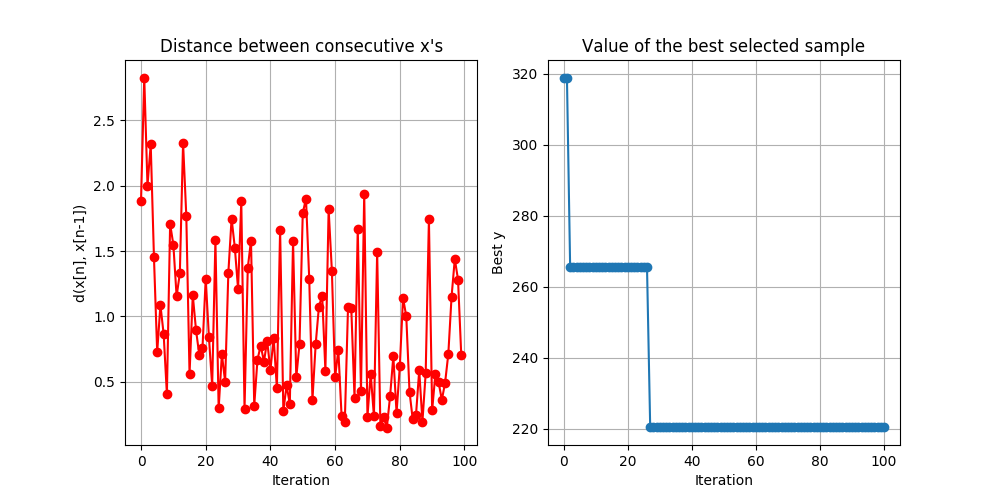 Distance between consecutive x's
d(x[n], x[n-1])
2.5
2.0
1.5
1.0
0.5
0 20 40 60 80 100
Iteration
Value of the best selected sample
Best y
320
300
280
260
240
220
0 20 40 60 80 100
Iteration